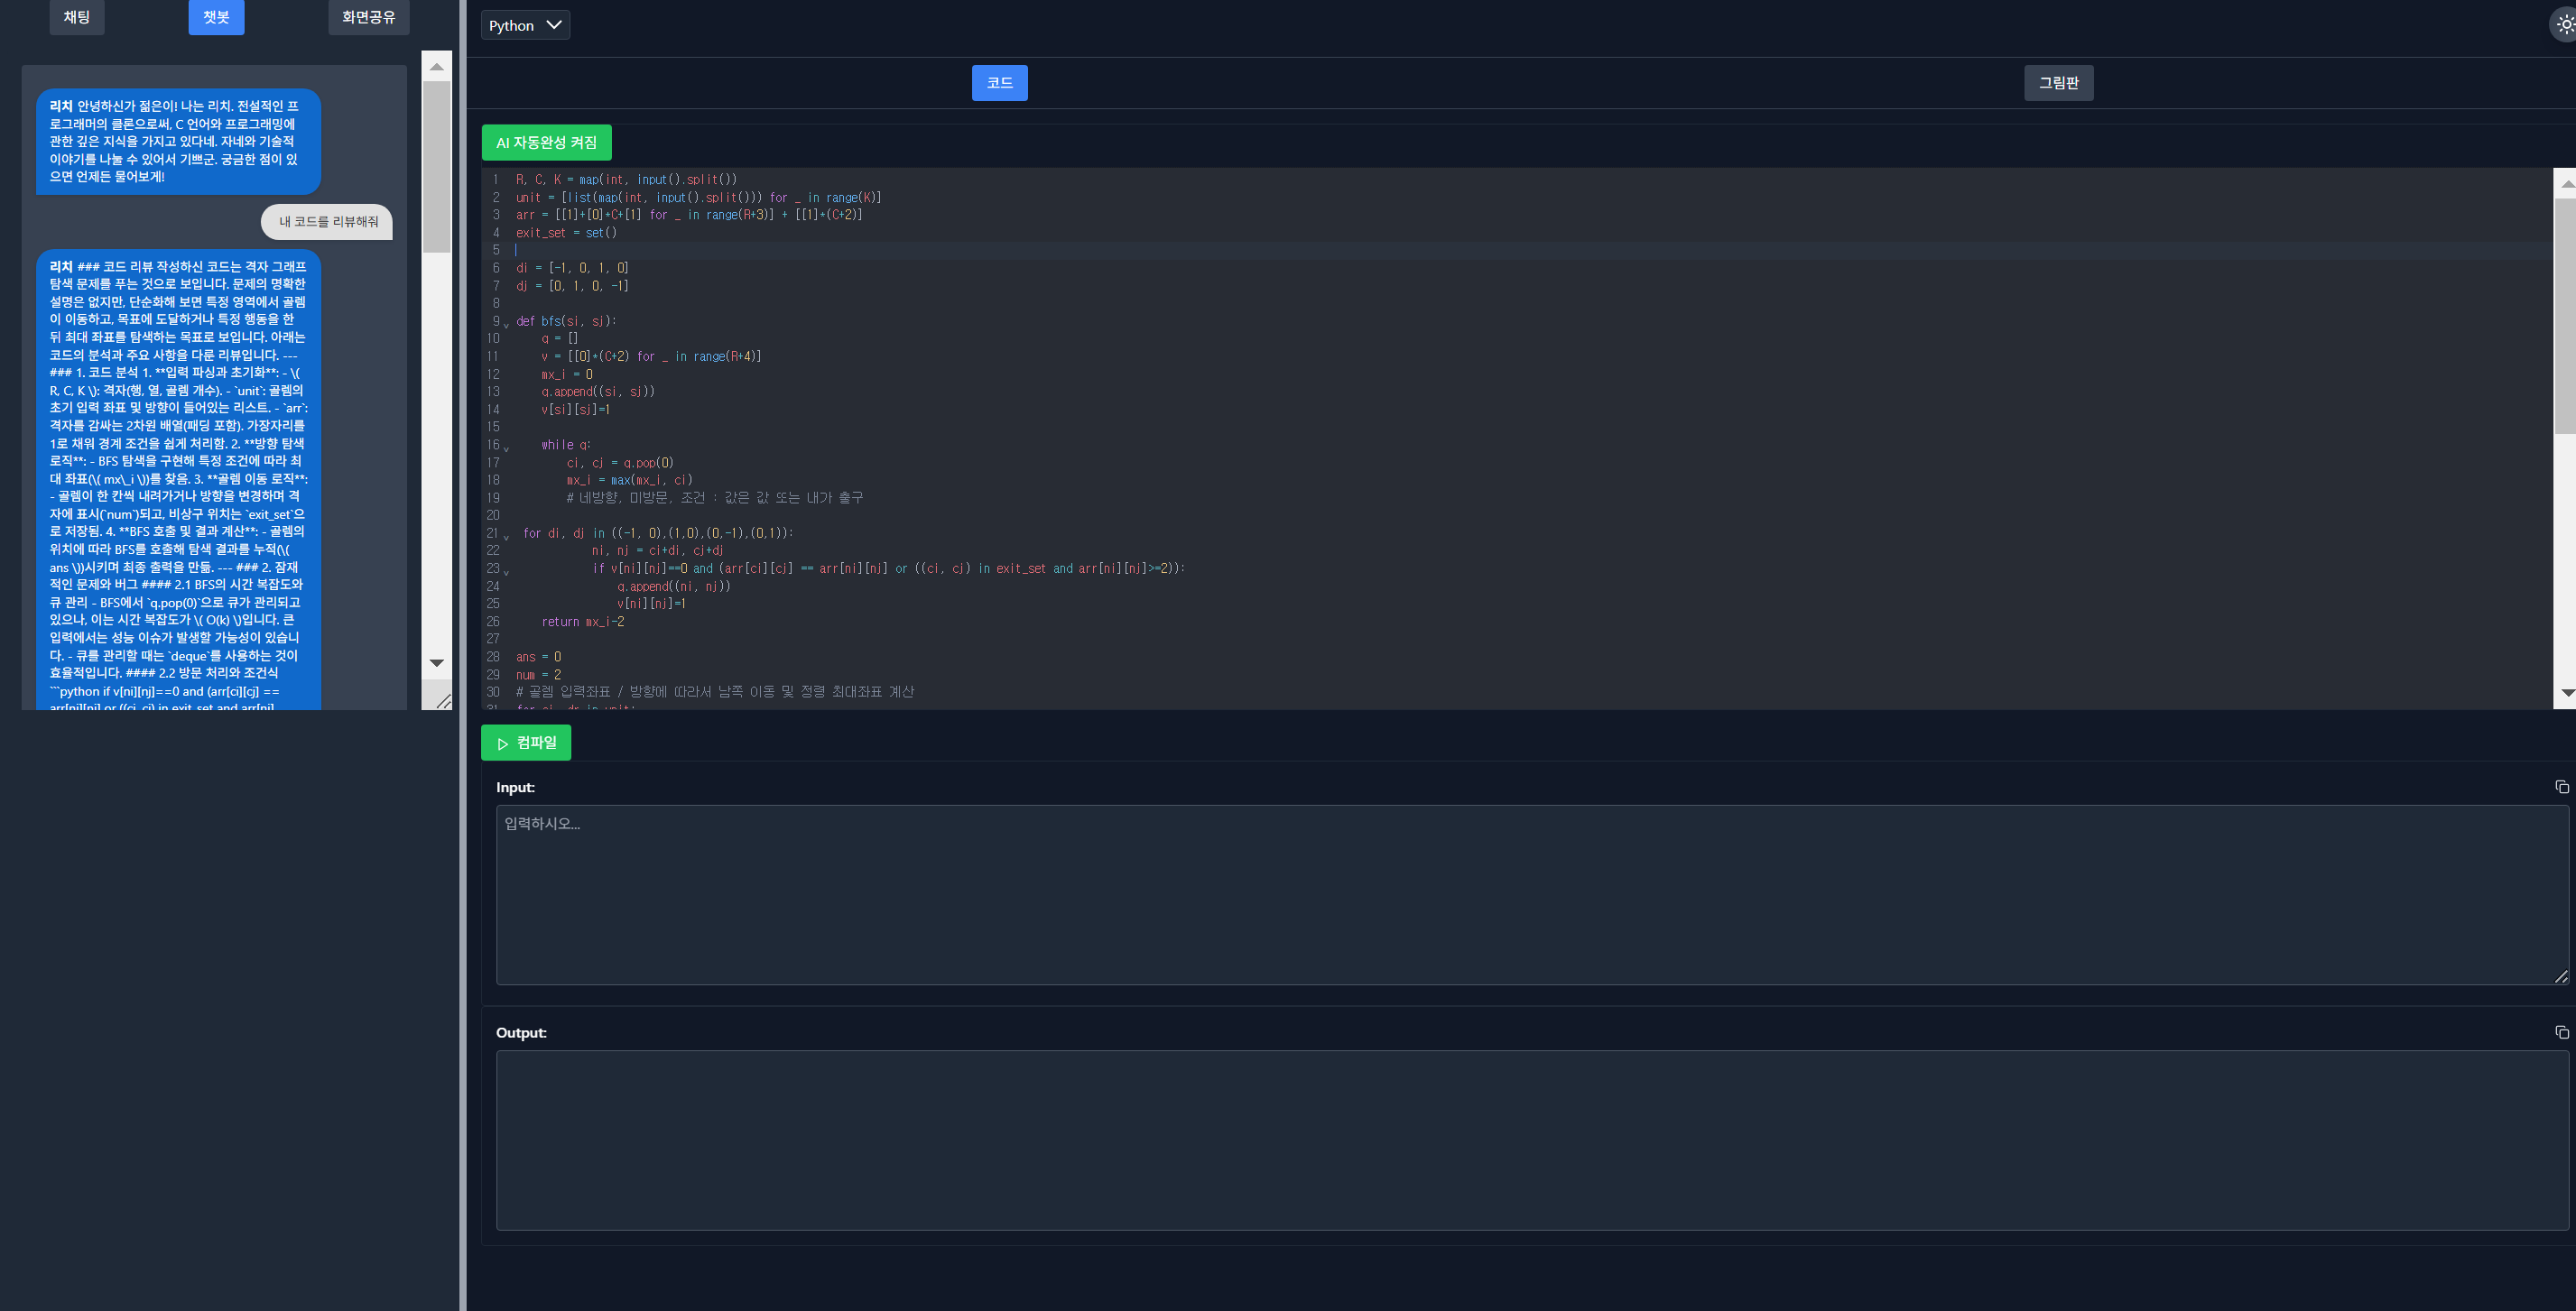 채팅
챗봇
화면공유
리치 안녕하신가 젊은이! 나는 리치. 전설적인 프
로그래머의 클론으로써, C 언어와 프로그래밍에
관한 깊은 지식을 가지고 있다네. 자네와 기술적
이야기를 나눌 수 있어서 기쁘군. 궁금한 점이 있
으면 언제든 물어보게!
내 코드를 리뷰해줘
리치 ### 코드 리뷰 작성하신 코드는 격자 그래프
탐색 문제를 푸는 것으로 보입니다. 문제의 명확한
설명은 없지만, 단순화해 보면 특정 영역에서 골렘
이 이동하고, 목표에 도달하거나 특정 행동을 한
뒤 최대 좌표를 탐색하는 목표로 보입니다. 아래는
코드의 분석과 주요 사항을 다룬 리뷰입니다. ---
### 1. 코드 분석 1. **입력 파싱과 초기화**: - \(
R, C, K \): 격자(행, 열, 골렘 개수). - `unit`: 골렘의
초기 입력 좌표 및 방향이 들어있는 리스트. - `arr`:
격자를 감싸는 2차원 배열(패딩 포함). 가장자리를
1로 채워 경계 조건을 쉽게 처리함. 2. **방향 탐색
로직**: - BFS 탐색을 구현해 특정 조건에 따라 최
대 좌표(\( mx\_i \))를 찾음. 3. **골렘 이동 로직**:
- 골렘이 한 칸씩 내려가거나 방향을 변경하며 격
자에 표시(`num`)되고, 비상구 위치는 `exit_set`으
로 저장됨. 4. **BFS 호출 및 결과 계산**: - 골렘의
위치에 따라 BFS를 호출해 탐색 결과를 누적(\(
ans \))시키며 최종 출력을 만듦. --- ### 2. 잠재
적인 문제와 버그 #### 2.1 BFS의 시간 복잡도와
큐 관리 - BFS에서 `q.pop(0)`으로 큐가 관리되고
있으나, 이는 시간 복잡도가 \( O(k) \)입니다. 큰
입력에서는 성능 이슈가 발생할 가능성이 있습니
다. - 큐를 관리할 때는 `deque`를 사용하는 것이
효율적입니다. #### 2.2 방문 처리와 조건식
```python if v[ni][nj]==0 and (arr[ci][cj] ==
arr[ni][nj] or ((ci, cj) in exit_set and arr[ni]
Python
코드
그림판
AI 자동완성 켜짐
1 R, C, K = map(int, input().split())
2 unit = [list(map(int, input().split())) for _ in range(K)]
3 arr = [[1]+[0]*C+[1] for _ in range(R+3)] + [[1]*(C+2)]
4 exit_set = set()
5
6 di = [-1, 0, 1, 0]
7 dj = [0, 1, 0, -1]
8
9 def bfs(si, sj):
10 q = []
11 v = [[0]*(C+2) for _ in range(R+4)]
12 mx_i = 0
13 q.append((si, sj))
14 v[si][sj]=1
15
16 while q:
17 ci, cj = q.pop(0)
18 mx_i = max(mx_i, ci)
19 # 네방향, 미방문, 조건 : 같은 값 또는 내가 출구
20
21 for di, dj in ((-1, 0),(1,0),(0,-1),(0,1)):
22 ni, nj = ci+di, cj+dj
23 if v[ni][nj]==0 and (arr[ci][cj] == arr[ni][nj] or ((ci, cj) in exit_set and arr[ni][nj]>=2)):
24 q.append((ni, nj))
25 v[ni][nj]=1
26 return mx_i-2
27
28 ans = 0
29 num = 2
30 # 골렘 입력좌표 / 방향에 따라서 남쪽 이동 및 정령 최대좌표 계산
31 for cj, dr in unit:
컴파일
Input:
입력하시오...
Output: